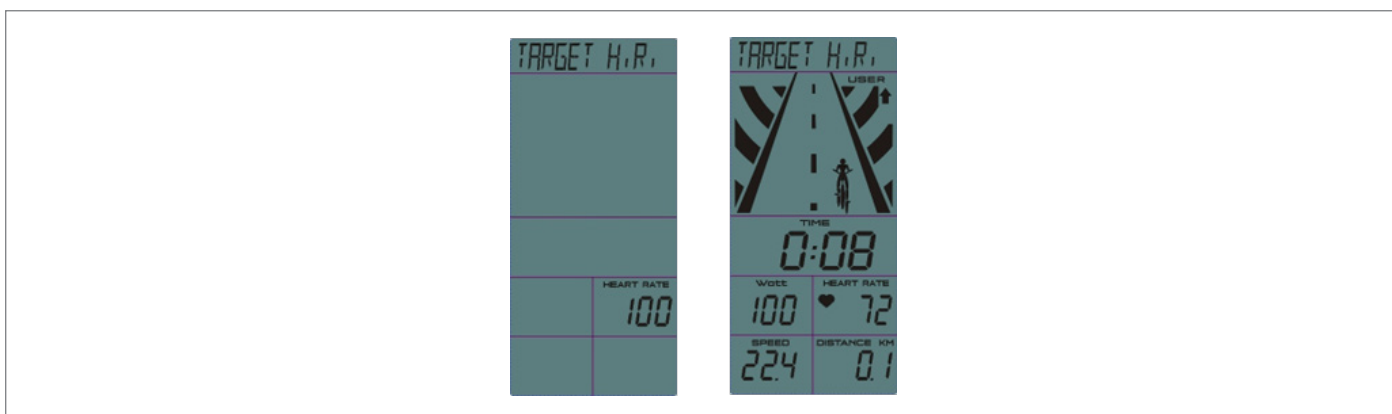 TARGET H.R.
HEART RATE
100
TARGET H.R.
USER
TIME
0:08
Watt HEART RATE
100 72
SPEED DISTANCE KM
22.4 0.1